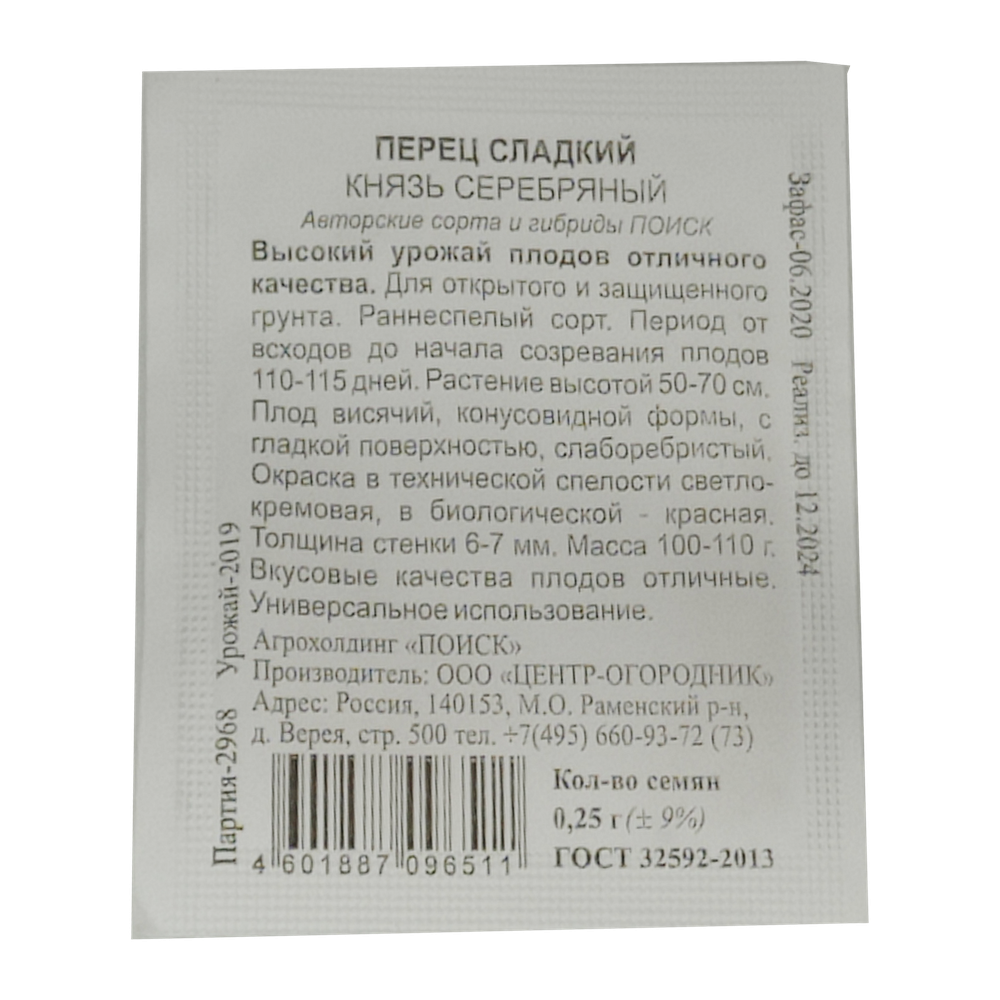 ПЕРЕЦ СЛАДКИЙ
КНЯЗЬ СЕРЕБРЯНЫЙ
Авторские сорта и гибриды ПОИСК
Высокий урожай плодов отличного
качества. Для открытого и защищенного
грунта. Раннеспелый сорт. Период от
всходов до начала созревания плодов
110-115 дней. Растение высотой 50-70 см.
Плод висячий, конусовидной формы, с
гладкой поверхностью, слаборебристый.
Окраска в технической спелости светло-
кремовая, в биологической - красная.
Толщина стенки 6-7 мм. Масса 100-110 г.
Вкусовые качества плодов отличные.
Универсальное использование.
Агрохолдинг «ПОИСК»
Производитель: ООО «ЦЕНТР-ОГОРОДНИК»
Адрес: Россия, 140153, М.О. Раменский р-н,
д. Верея, стр. 500 тел. +7(495) 660-93-72 (73)
Кол-во семян
0,25 г (± 9%)
ГОСТ 32592-2013
4 601887 096511
Партия-2968 Урожай-2019
Зафас-06.2020 Реализ. до 12.2024